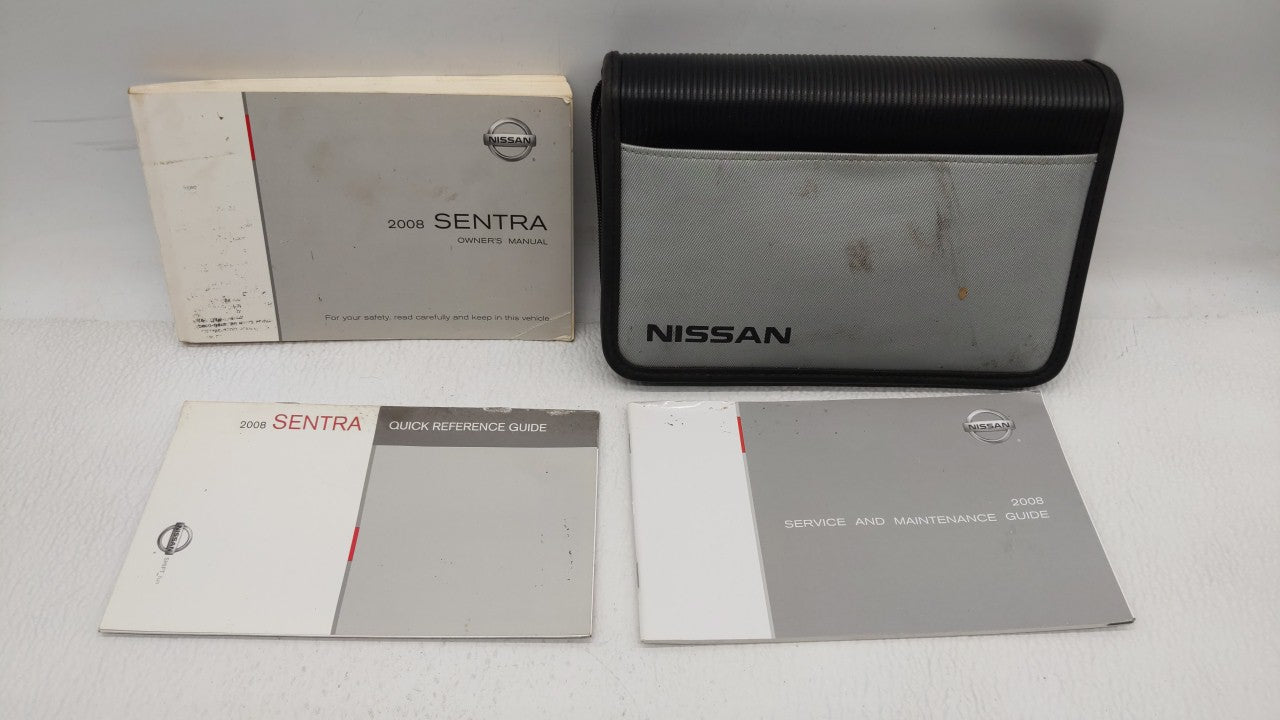 NISSAN
2008 SENTRA
OWNER'S MANUAL
For your safety, read carefully and keep in this vehicle
NISSAN
2008 SENTRA
QUICK REFERENCE GUIDE
NISSAN
NISSAN
2008
SERVICE AND MAINTENANCE GUIDE